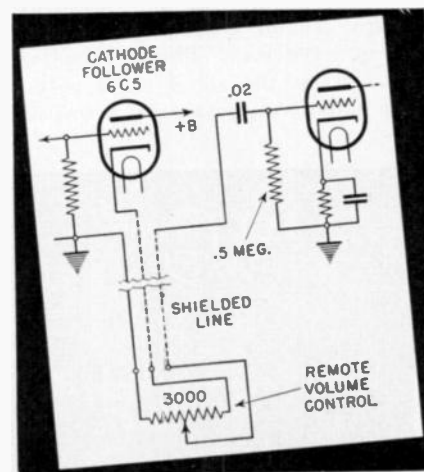 CATHODE
FOLLOWER
6C5
+B
.02
.5 MEG.
SHIELDED
LINE
3000
REMOTE
VOLUME
CONTROL